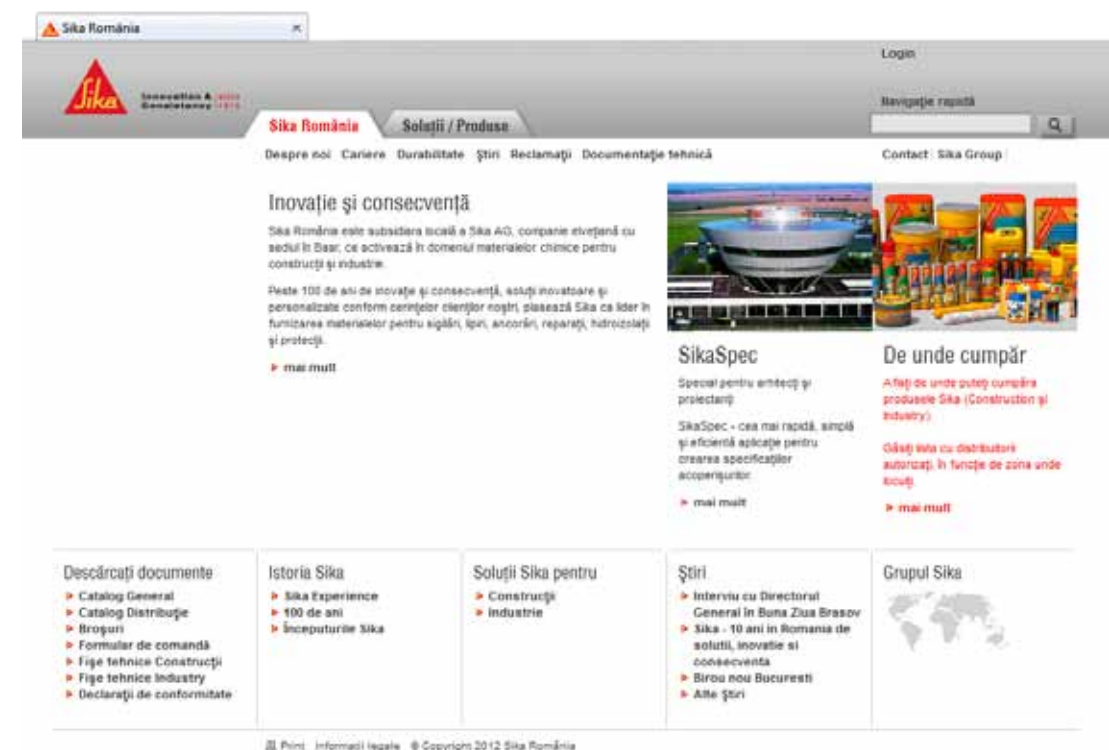 Sika România
Login
Sika
Innovation &
Consistency
Navigaţie rapidă
Sika România
Soluţii / Produse
Despre noi Cariere Durabilitate Ştiri Reclamaţii Documentaţie tehnică
Contact Sika Group
Inovaţie şi consecvenţă
Sika România este subsidiara locală a Sika AG, companie elveţiană cu
sediul în Baar, ce activează în domeniul materialelor chimice pentru
construcţii şi industrie.
Peste 100 de ani de inovaţie şi consecvenţă, soluţii inovatoare şi
personalizate conform cerinţelor clienţilor noştri, plasează Sika ca lider în
furnizarea materialelor pentru sigilări, lipiri, ancorări, reparaţii, hidroizolaţii
şi protecţii.
mai mult
SikaSpec
Special pentru arhitecţi şi
proiectanţi
SikaSpec - cea mai rapidă, simplă
şi eficientă aplicaţie pentru
crearea specificaţiilor
acoperişurilor.
mai mult
De unde cumpăr
Aflaţi de unde puteţi cumpăra
produsele Sika (Construction şi
Industry).
Găsiţi lista cu distribuitorii
autorizaţi, în funcţie de zona unde
locuiţi.
mai mult
Descărcaţi documente
Catalog General
Catalog Distribuţie
Broşuri
Formular de comandă
Fişe tehnice Construcţii
Fişe tehnice Industry
Declaraţii de conformitate
Istoria Sika
Sika Experience
100 de ani
Începuturile Sika
Soluţii Sika pentru
Construcţii
Industrie
Ştiri
Interviu cu Directorul
General în Buna Ziua Brasov
Sika - 10 ani in Romania de
solutii, inovatie si
consecventa
Birou nou Bucuresti
Alte Ştiri
Grupul Sika
Print Informaţii legale © Copyright 2012 Sika România